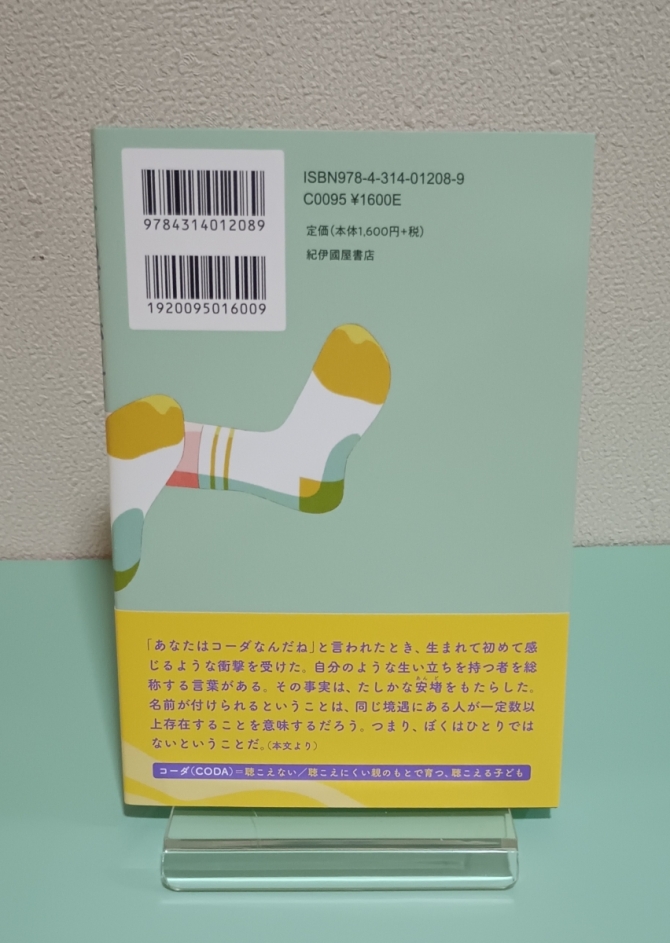 ISBN978-4-314-01208-9
C0095 ¥1600E
9784314012089
定価(本体1,600円+税)
紀伊國屋書店
1920095016009
「あなたはコーダなんだね」と言われたとき、生まれて初めて感
じるような衝撃を受けた。自分のような生い立ちを持つ者を総
称する言葉がある。その事実は、たしかな安堵をもたらした。
名前が付けられるということは、同じ境遇にある人が一定数以
上存在することを意味するだろう。つまり、ぼくはひとりでは
ないということだ。(本文より)
コーダ(CODA)=聴こえない/聴こえにくい親のもとで育つ、聴こえる子ども